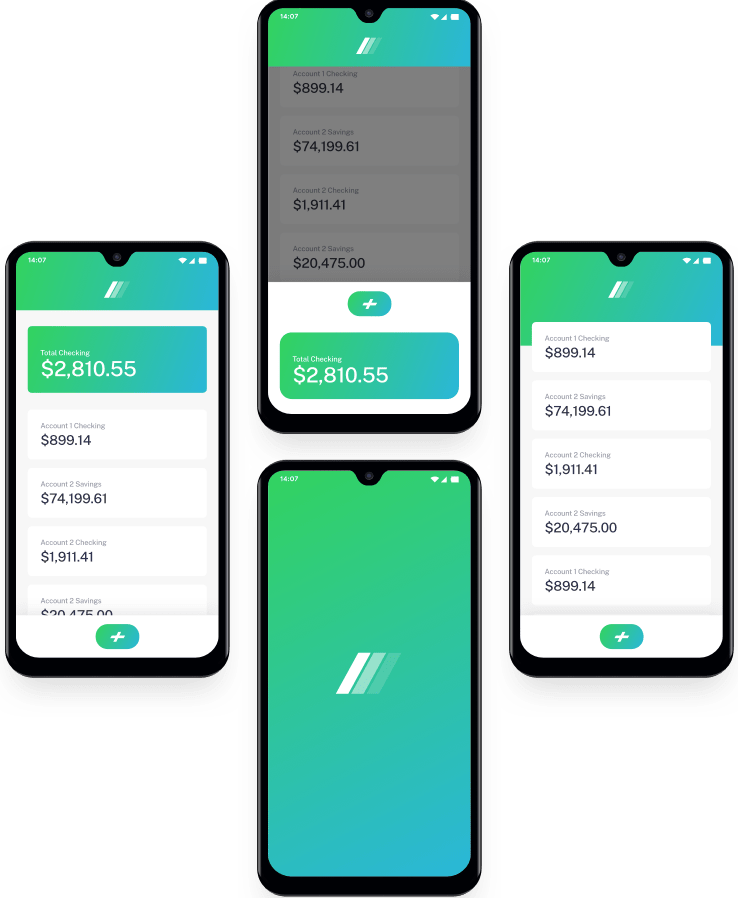 14:07
Account 1 Checking
$899.14
Account 2 Savings
$74,199.61
Account 2 Checking
$1,911.41
Account 2 Savings
$20,475.00
Total Checking
$2,810.55
14:07
Total Checking
$2,810.55
Account 1 Checking
$899.14
Account 2 Savings
$74,199.61
Account 2 Checking
$1,911.41
Account 2 Savings
$20,475.00
14:07
Account 1 Checking
$899.14
Account 2 Savings
$74,199.61
Account 2 Checking
$1,911.41
Account 2 Savings
$20,475.00
Account 1 Checking
$899.14
14:07